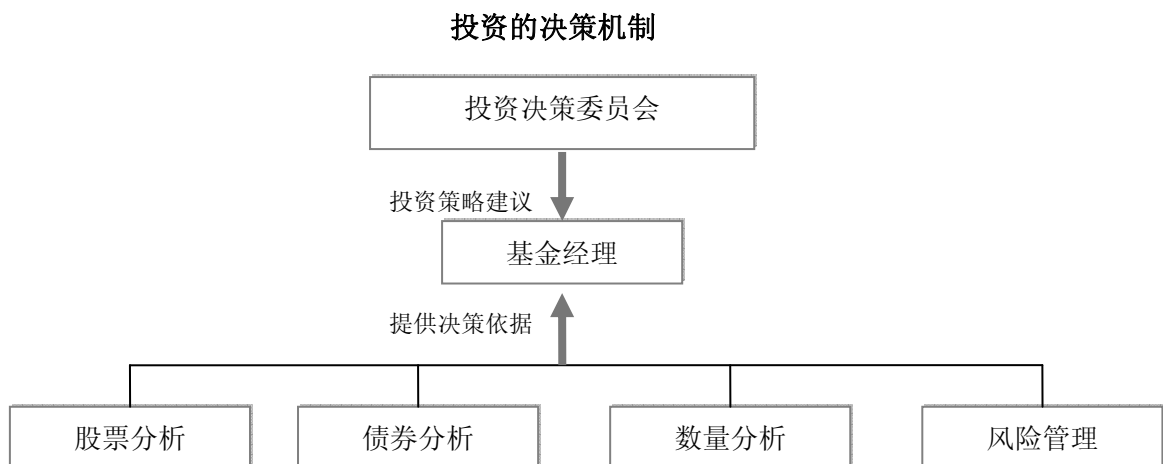 投资的决策机制
投资决策委员会
投资策略建议
基金经理
提供决策依据
股票分析
债券分析
数量分析
风险管理